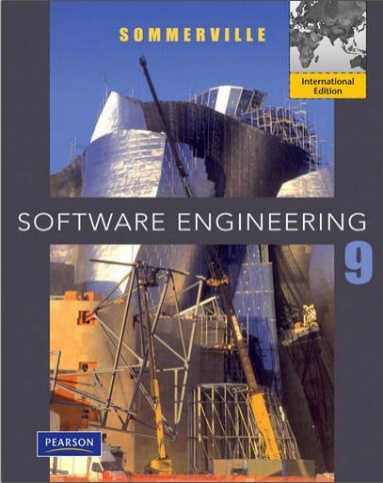 SOMMERVILLE
International
Edition
SOFTWARE ENGINEERING
9
PEARSON